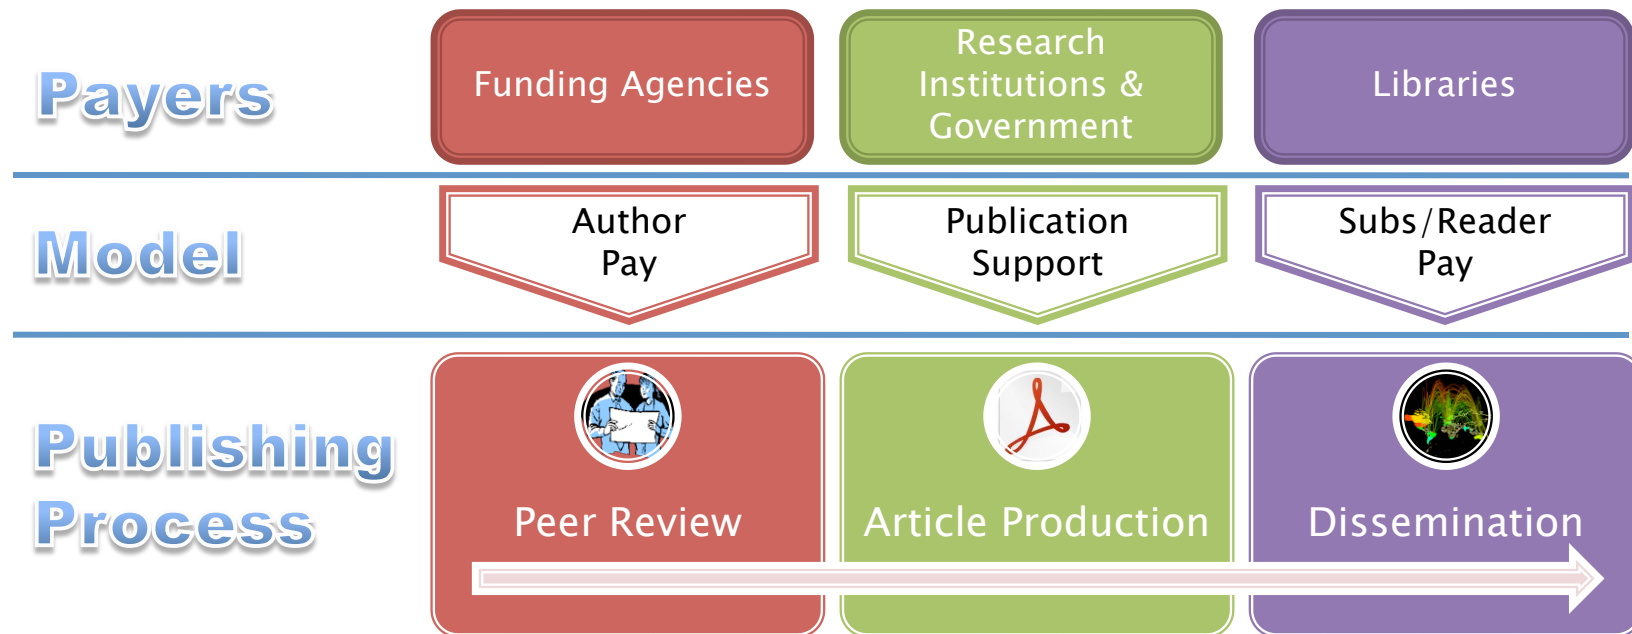 Payers
Funding Agencies
Research
Institutions &
Government
Libraries
Model
Author
Pay
Publication
Support
Subs/Reader
Pay
Publishing
Process
Peer Review
Article Production
Dissemination